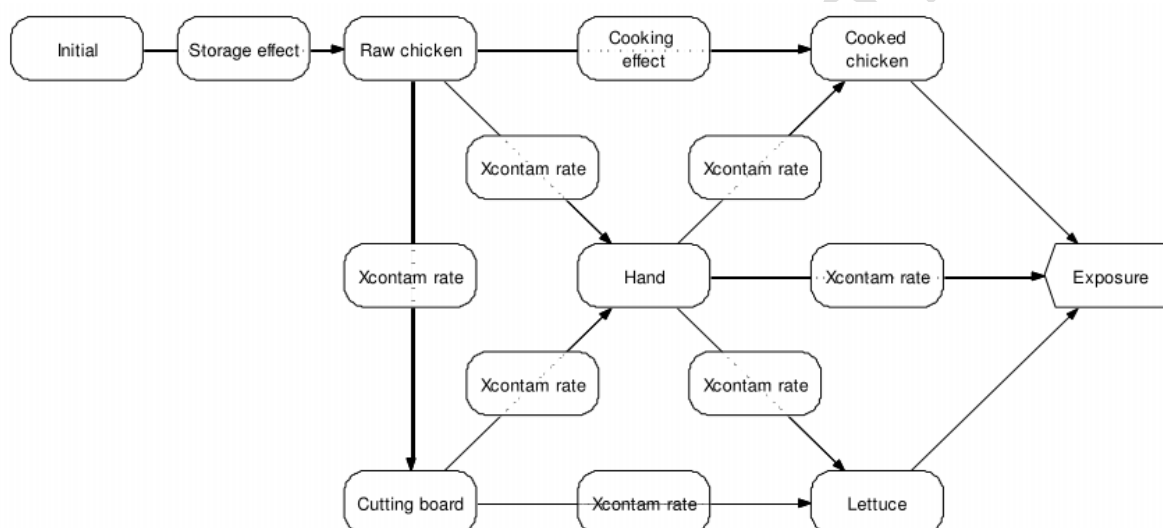 Initial
Storage effect
Raw chicken
Cooking
effect
Cooked
chicken
Xcontam rate
Xcontam rate
Xcontam rate
Hand
Xcontam rate
Exposure
Xcontam rate
Xcontam rate
Cutting board
Xcontam rate
Lettuce